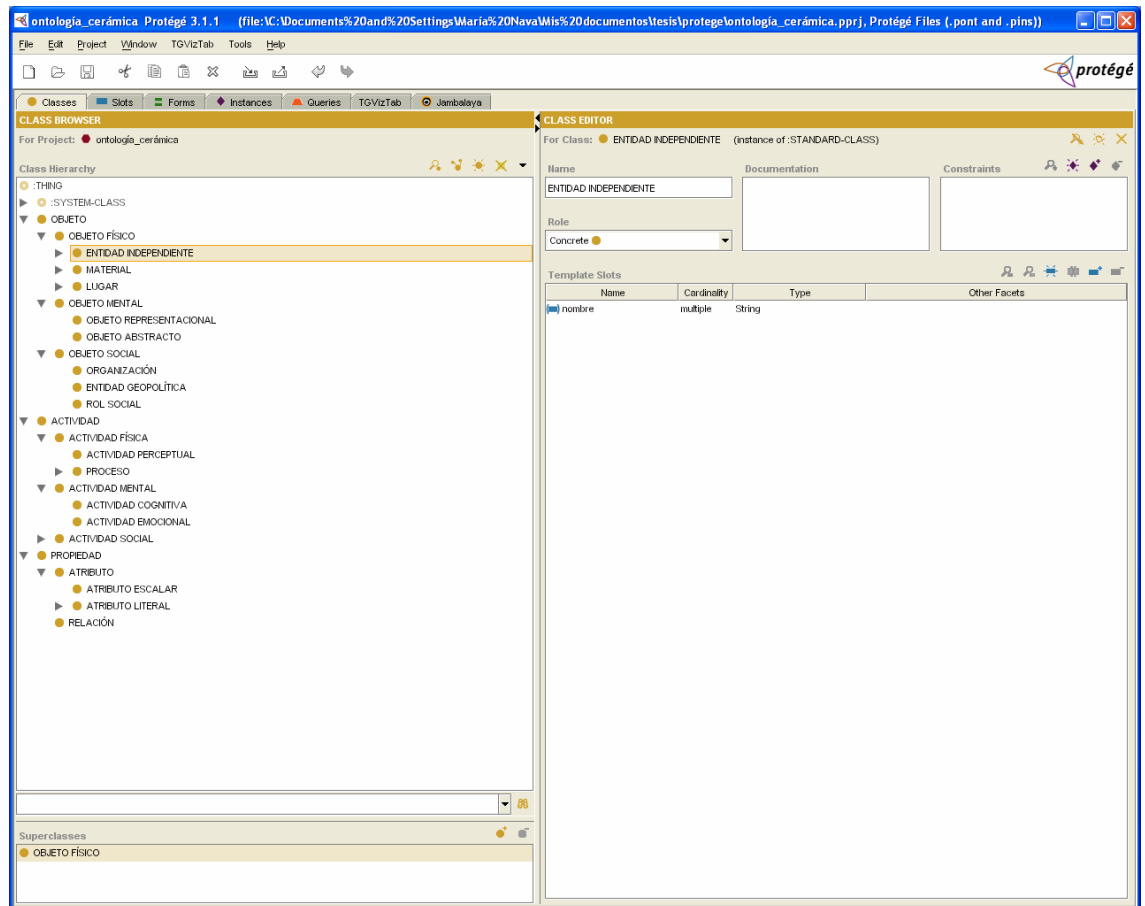 ontología_cerámica Protégé 3.1.1 (file:\C:\Documents%20and%20Settings\María%20Nava\Mis%20documentos\tesis\protege\ontología_cerámica.pprj, Protégé Files (.pont and .pins))
File Edit Project Window TGVizTab Tools Help
protégé
Classes Slots Forms Instances Queries TGVizTab Jambalaya
CLASS BROWSER
For Project: ontología_cerámica
Class Hierarchy
:THING
:SYSTEM-CLASS
OBJETO
OBJETO FÍSICO
ENTIDAD INDEPENDIENTE
MATERIAL
LUGAR
OBJETO MENTAL
OBJETO REPRESENTACIONAL
OBJETO ABSTRACTO
OBJETO SOCIAL
ORGANIZACIÓN
ENTIDAD GEOPOLÍTICA
ROL SOCIAL
ACTIVIDAD
ACTIVIDAD FÍSICA
ACTIVIDAD PERCEPTUAL
PROCESO
ACTIVIDAD MENTAL
ACTIVIDAD COGNITIVA
ACTIVIDAD EMOCIONAL
ACTIVIDAD SOCIAL
PROPIEDAD
ATRIBUTO
ATRIBUTO ESCALAR
ATRIBUTO LITERAL
RELACIÓN
Superclasses
OBJETO FÍSICO
CLASS EDITOR
For Class: ENTIDAD INDEPENDIENTE (instance of :STANDARD-CLASS)
Name Documentation Constraints
ENTIDAD INDEPENDIENTE
Role
Concrete
Template Slots
Name Cardinality Type Other Facets
nombre multiple String